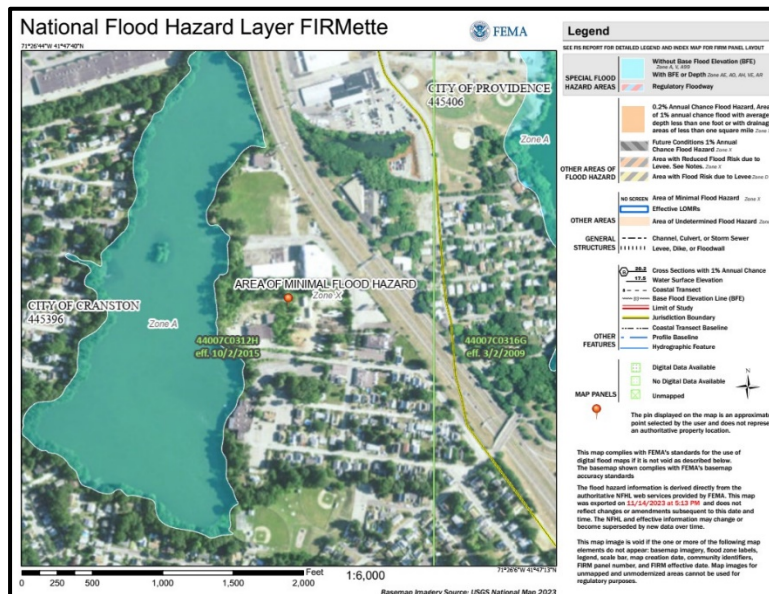 National Flood Hazard Layer FIRMette
FEMA
71°26'44"W 41°47'40"N
CITY OF PROVIDENCE
445406
Zone A
AREA OF MINIMAL FLOOD HAZARD
Zone X
CITY OF CRANSTON
445396
Zone A
44007C0312H
eff. 10/2/2015
44007C0316G
eff. 3/2/2009
71°26'6"W 41°47'13"N
0 250 500 1,000 1,500 2,000
Feet
1:6,000
Basemap Imagery Source: USGS National Map 2023
Legend
SEE FIS REPORT FOR DETAILED LEGEND AND INDEX MAP FOR FIRM PANEL LAYOUT
SPECIAL FLOOD
HAZARD AREAS
Without Base Flood Elevation (BFE)
Zone A, V, A99
With BFE or Depth Zone AE, AO, AH, VE, AR
Regulatory Floodway
OTHER AREAS OF
FLOOD HAZARD
0.2% Annual Chance Flood Hazard, Area
of 1% annual chance flood with average
depth less than one foot or with drainag
areas of less than one square mile Zone
Future Conditions 1% Annual
Chance Flood Hazard Zone X
Area with Reduced Flood Risk due to
Levee. See Notes. Zone X
Area with Flood Risk due to Levee Zone D
OTHER AREAS
NO SCREEN Area of Minimal Flood Hazard Zone X
Effective LOMRs
Area of Undetermined Flood Hazard Zone
GENERAL
STRUCTURES
Channel, Culvert, or Storm Sewer
Levee, Dike, or Floodwall
OTHER
FEATURES
B 20.2 Cross Sections with 1% Annual Chance
17.5 Water Surface Elevation
8 Coastal Transect
513 Base Flood Elevation Line (BFE)
Limit of Study
Jurisdiction Boundary
Coastal Transect Baseline
Profile Baseline
Hydrographic Feature
MAP PANELS
Digital Data Available
No Digital Data Available
Unmapped
N
The pin displayed on the map is an approximat
point selected by the user and does not represe
an authoritative property location.
This map complies with FEMA's standards for the use of
digital flood maps if it is not void as described below.
The basemap shown complies with FEMA's basemap
accuracy standards
The flood hazard information is derived directly from the
authoritative NFHL web services provided by FEMA. This map
was exported on 11/14/2023 at 5:13 PM and does not
reflect changes or amendments subsequent to this date and
time. The NFHL and effective information may change or
become superseded by new data over time.
This map image is void if the one or more of the following map
elements do not appear: basemap imagery, flood zone labels,
legend, scale bar, map creation date, community identifiers,
FIRM panel number, and FIRM effective date. Map images for
unmapped and unmodernized areas cannot be used for
regulatory purposes.